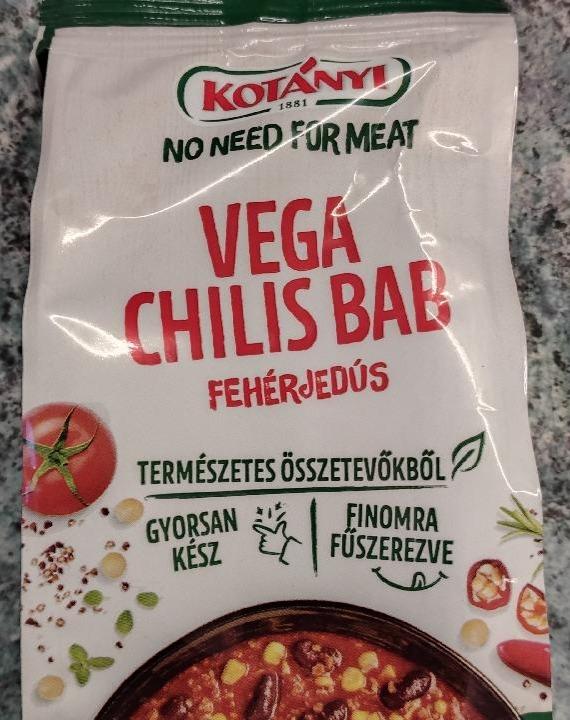 KOTÁNYI
1881
NO NEED FOR MEAT
VEGA
CHILIS BAB
FEHÉRJEDÚS
TERMÉSZETES ÖSSZETEVŐKBŐL
GYORSAN
KÉSZ
FINOMRA
FŰSZEREZVE